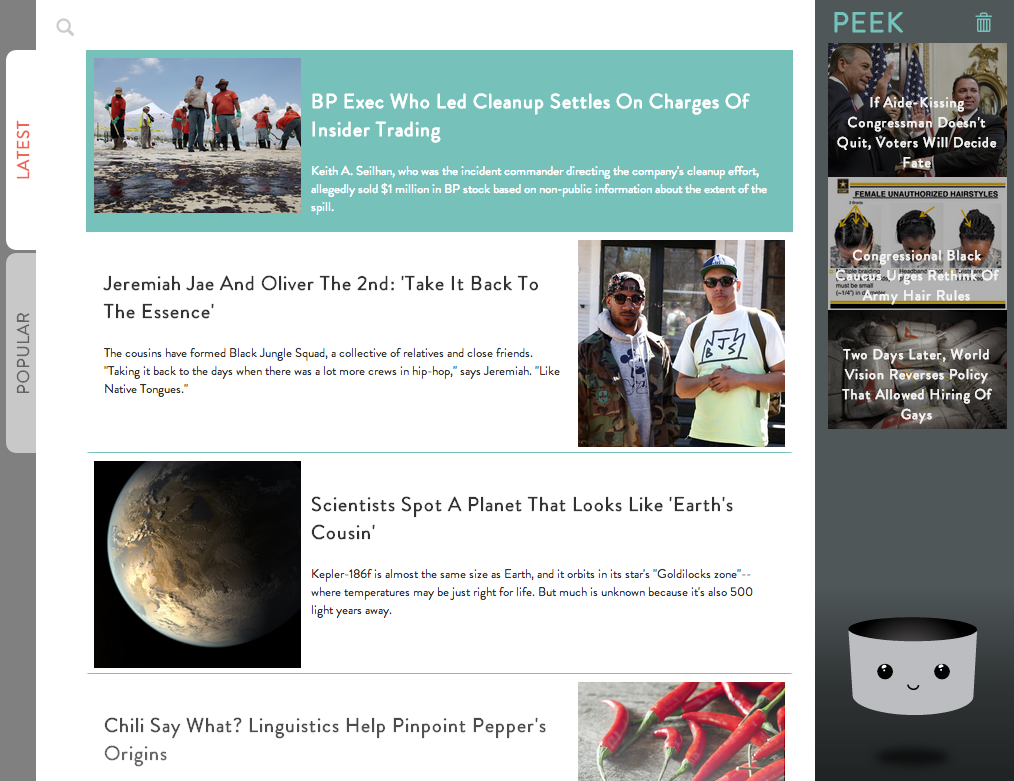 LATEST
POPULAR
BP Exec Who Led Cleanup Settles On Charges Of
Insider Trading
Keith A. Seilhan, who was the incident commander directing the company's cleanup effort,
allegedly sold $1 million in BP stock based on non-public information about the extent of the
spill.
Jeremiah Jae And Oliver The 2nd: 'Take It Back To
The Essence'
The cousins have formed Black Jungle Squad, a collective of relatives and close friends.
"Taking it back to the days when there was a lot more crews in hip-hop," says Jeremiah. "Like
Native Tongues."
NJ
BJS
Scientists Spot A Planet That Looks Like 'Earth's
Cousin'
Kepler-186f is almost the same size as Earth, and it orbits in its star's "Goldilocks zone"--
where temperatures may be just right for life. But much is unknown because it's also 500
light years away.
Chili Say What? Linguistics Help Pinpoint Pepper's
Origins
PEEK
If Aide-Kissing
Congressman Doesn't
Quit, Voters Will Decide
Fate
FEMALE UNAUTHORIZED HAIRSTYLES
Congressional Black
Caucus Urges Rethink Of
Army Hair Rules
must be small
Two Days Later, World
Vision Reverses Policy
That Allowed Hiring Of
Gays